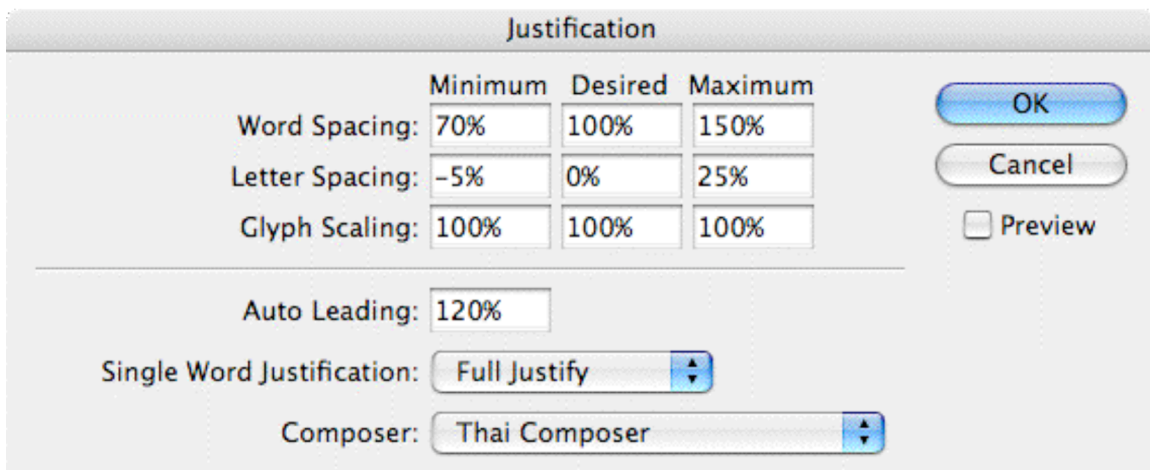 Justification
Minimum Desired Maximum
Word Spacing: 70% 100% 150%
Letter Spacing: −5% 0% 25%
Glyph Scaling: 100% 100% 100%
Auto Leading: 120%
Single Word Justification: Full Justify
Composer: Thai Composer
OK
Cancel
Preview